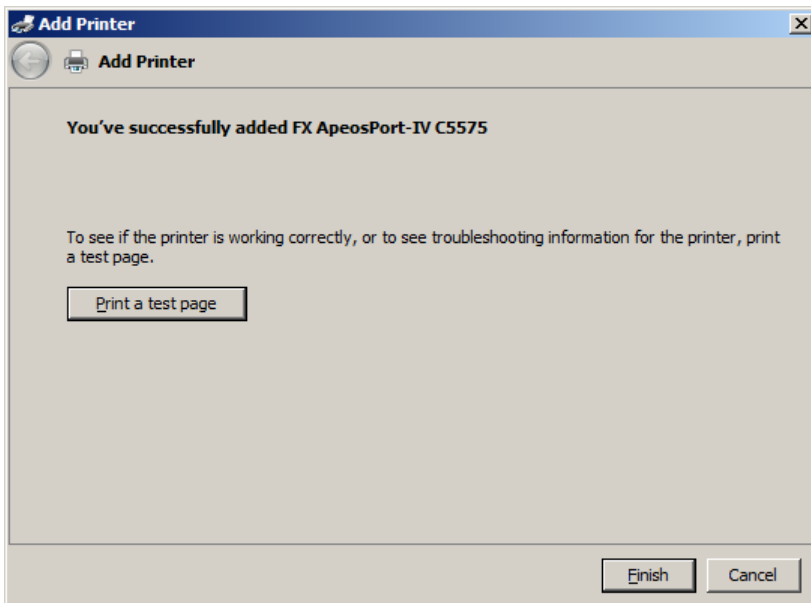 Add Printer
Add Printer
You've successfully added FX ApeosPort-IV C5575
To see if the printer is working correctly, or to see troubleshooting information for the printer, print
a test page.
Print a test page
Finish
Cancel